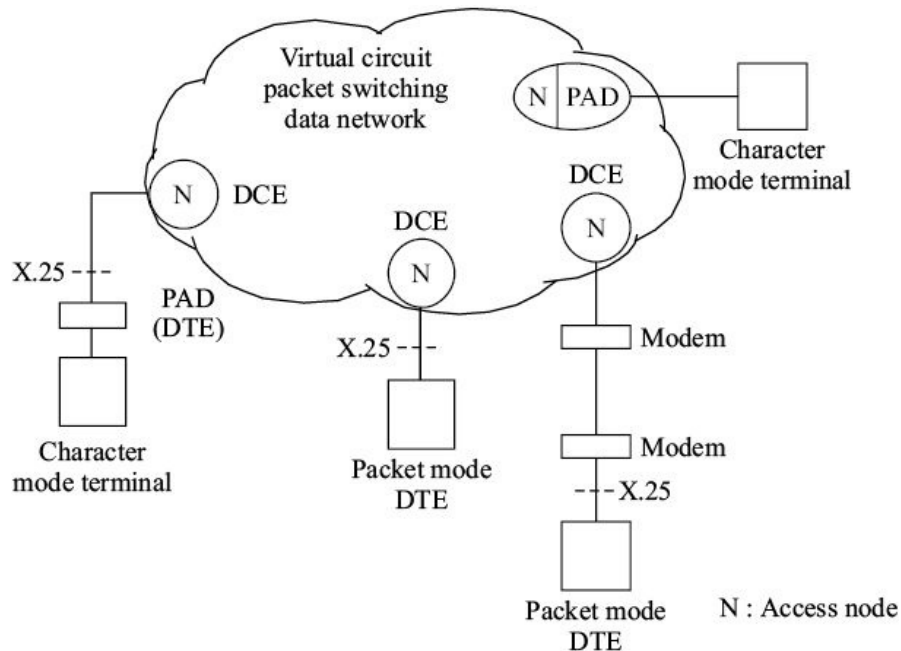 Virtual circuit
packet switching
data network
N PAD
Character
mode terminal
N
DCE
DCE
N
DCE
N
X.25
PAD
(DTE)
Character
mode terminal
X.25
Packet mode
DTE
Modem
Modem
X.25
Packet mode
DTE
N : Access node